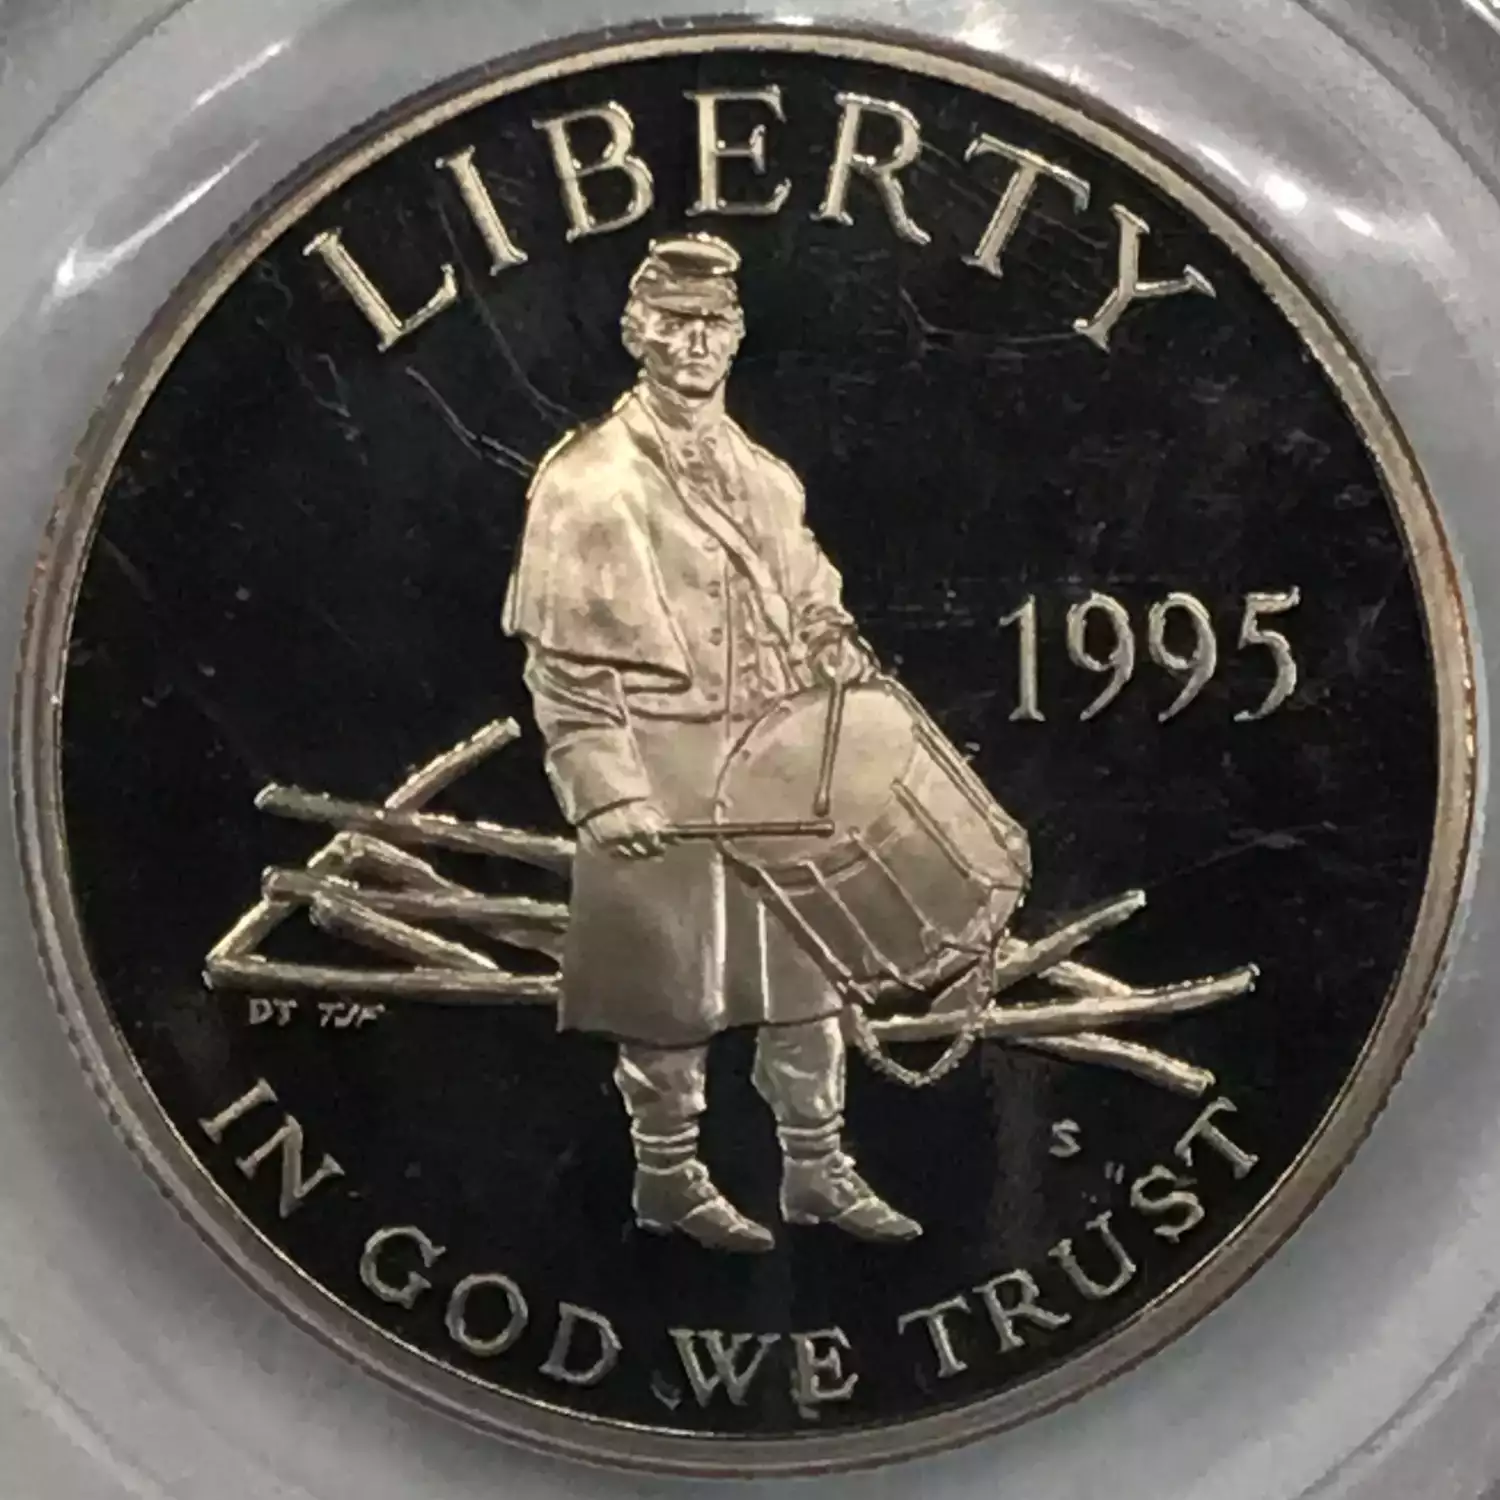 LIBERTY
1995
DT TJF
S
IN GOD WE TRUST